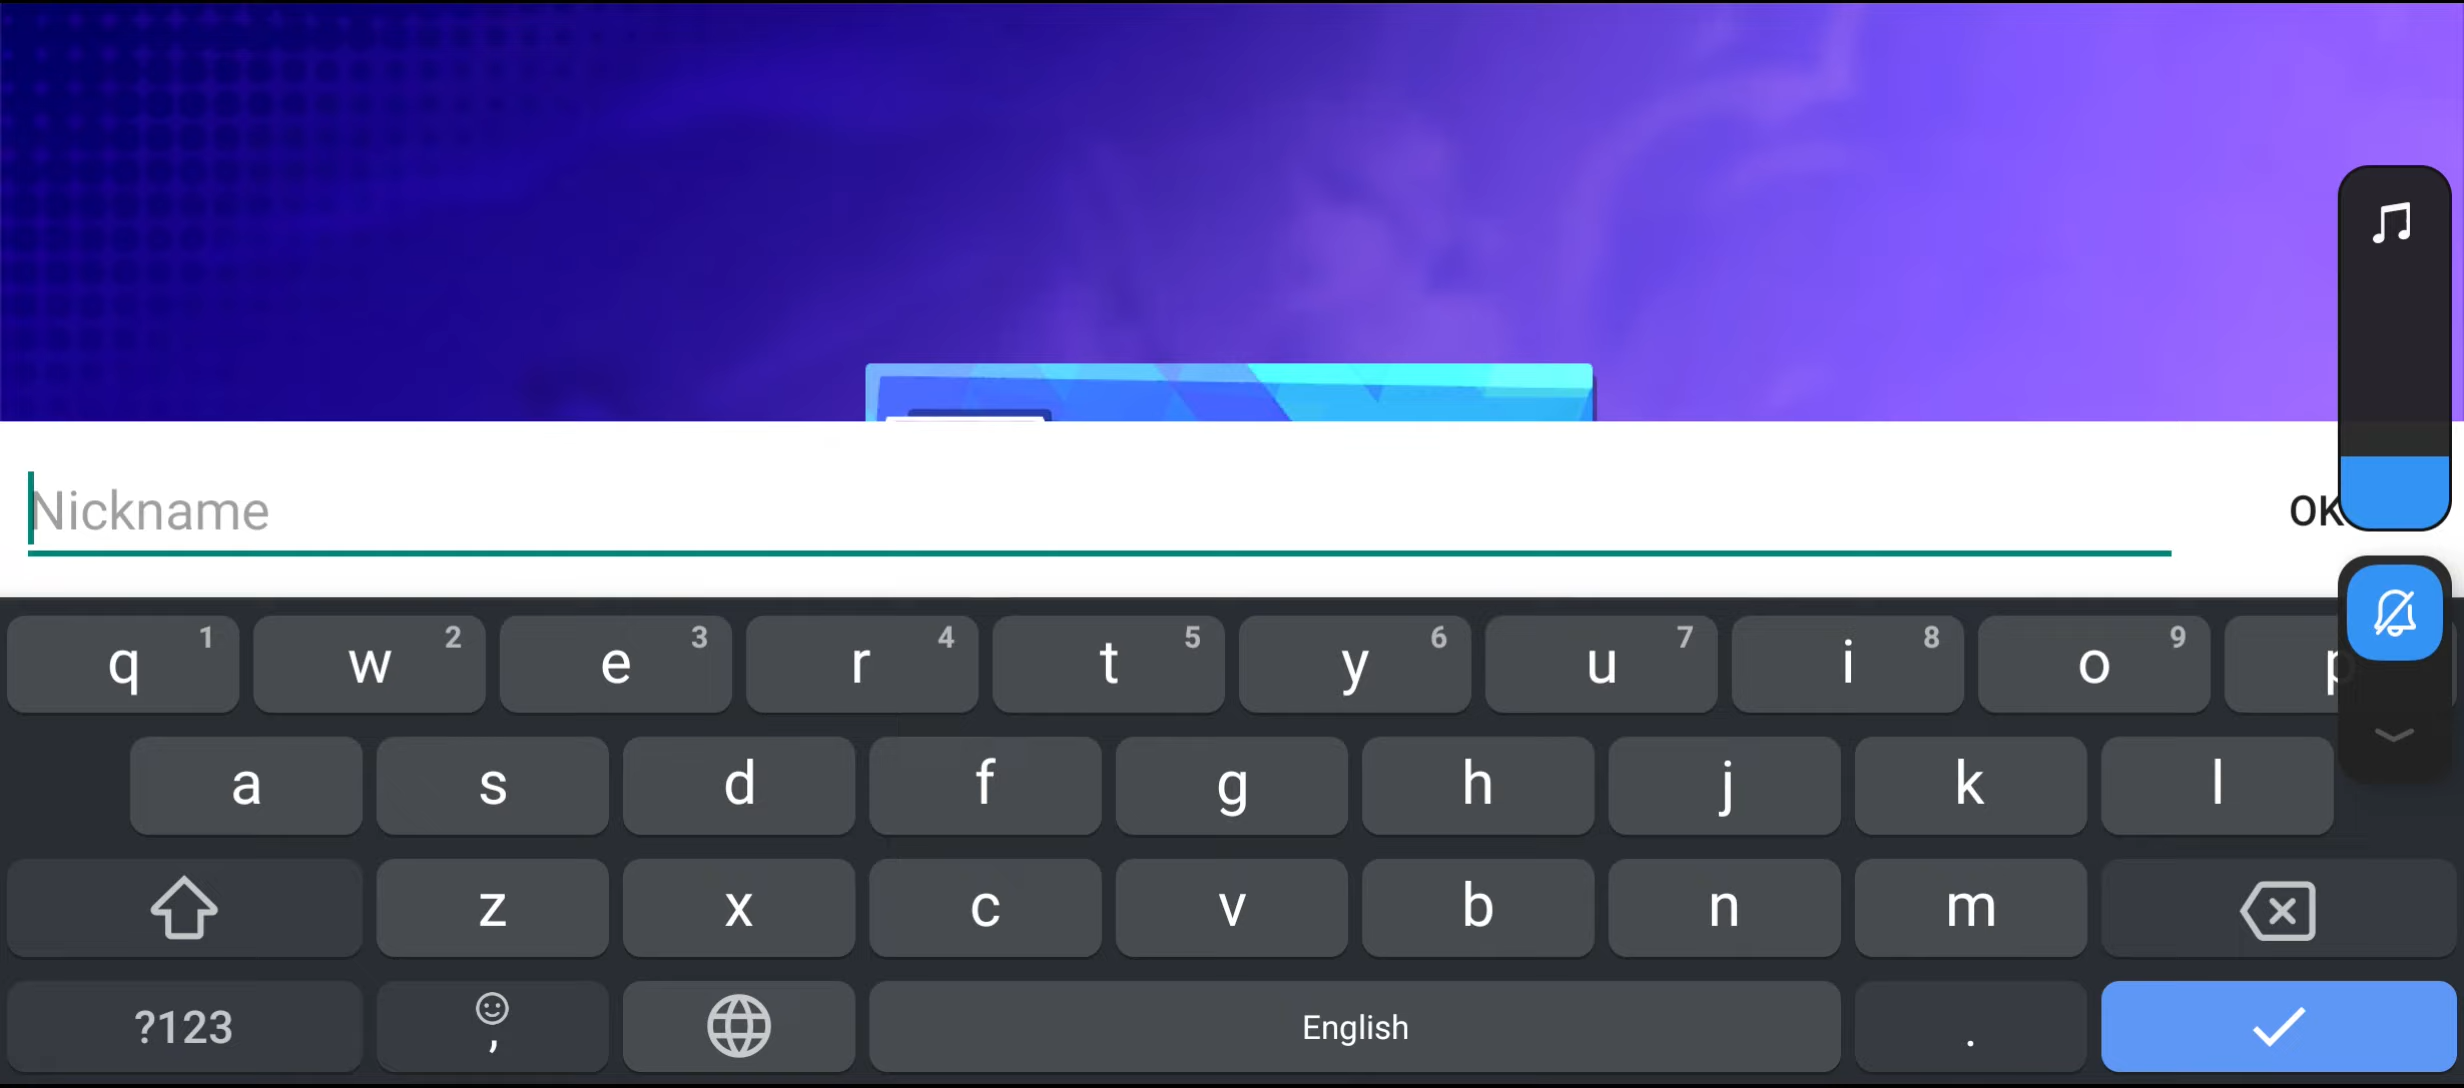 Nickname
OK
q 1 w 2 e 3 r 4 t 5 y 6 u 7 i 8 o 9 p
a s d f g h j k l
z x c v b n m
?123 , English .